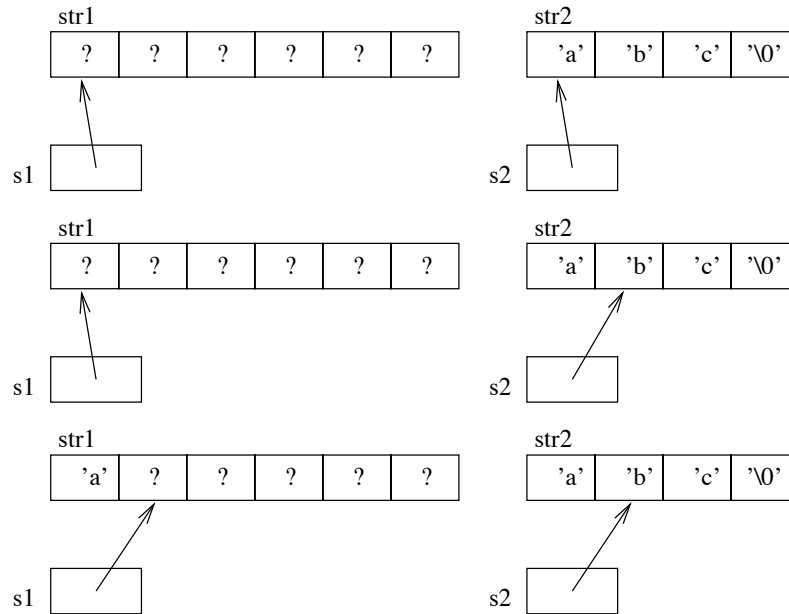 str1 str2
? ? ? ? ? ? ’a’ ’b’ ’c’ ’\0’
s1 s2
str1 str2
? ? ? ? ? ? ’a’ ’b’ ’c’ ’\0’
s1 s2
str1 str2
’a’ ? ? ? ? ? ’a’ ’b’ ’c’ ’\0’
s1 s2